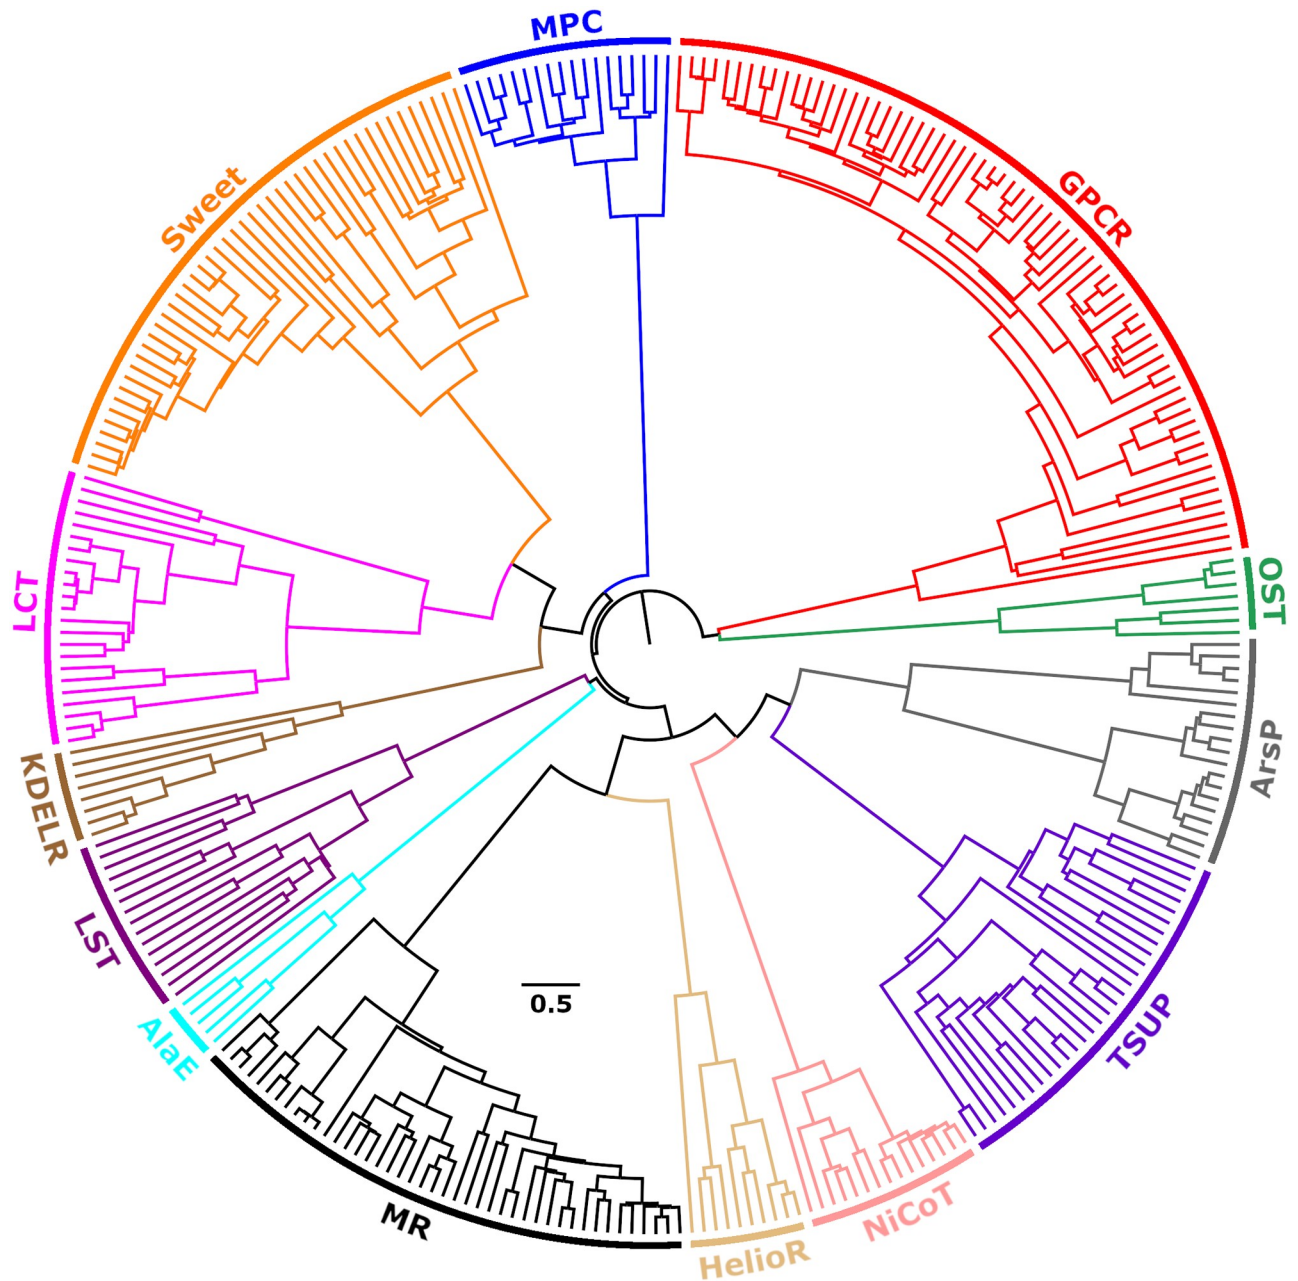 MPC
GPCR
OST
ArsP
TSUP
NiCoT
HelioR
MR
AlaE
LST
KDELR
LCT
Sweet
0.5